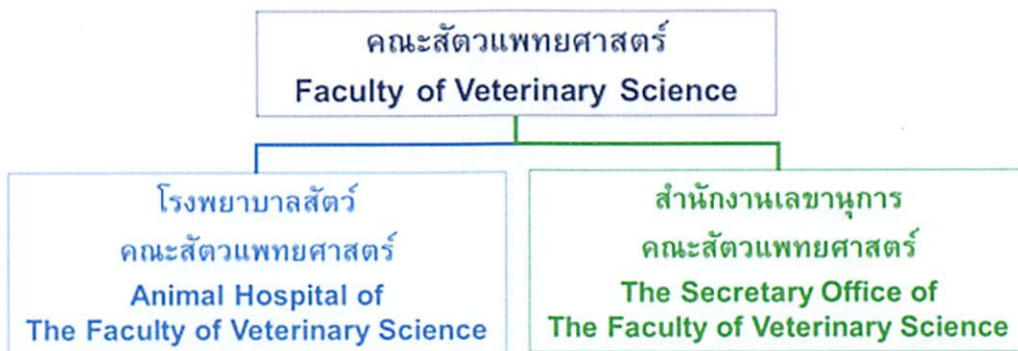 คณะสัตวแพทยศาสตร์
Faculty of Veterinary Science
โรงพยาบาลสัตว์
คณะสัตวแพทยศาสตร์
Animal Hospital of
The Faculty of Veterinary Science
สำนักงานเลขานุการ
คณะสัตวแพทยศาสตร์
The Secretary Office of
The Faculty of Veterinary Science